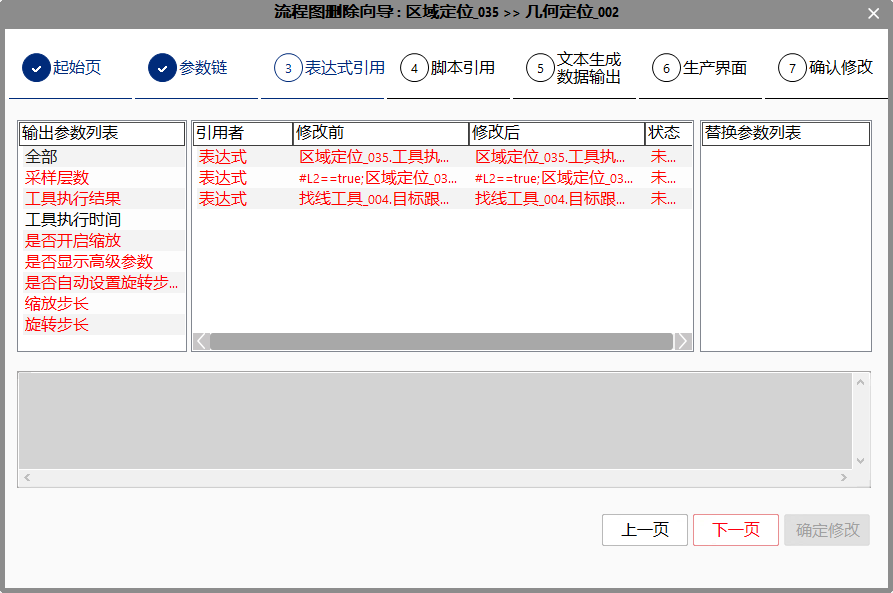 流程图删除向导 : 区域定位_035 >> 几何定位_002
起始页
参数链
3 表达式引用
4 脚本引用
5 文本生成
数据输出
6 生产界面
7 确认修改
输出参数列表
全部
采样层数
工具执行结果
工具执行时间
是否开启缩放
是否显示高级参数
是否自动设置旋转步...
缩放步长
旋转步长
引用者 修改前 修改后 状态
表达式 区域定位_035.工具执... 区域定位_035.工具执... 未...
表达式 #L2==true;区域定位_03... #L2==true;区域定位_03... 未...
表达式 找线工具_004.目标跟... 找线工具_004.目标跟... 未...
替换参数列表
上一页 下一页 确定修改